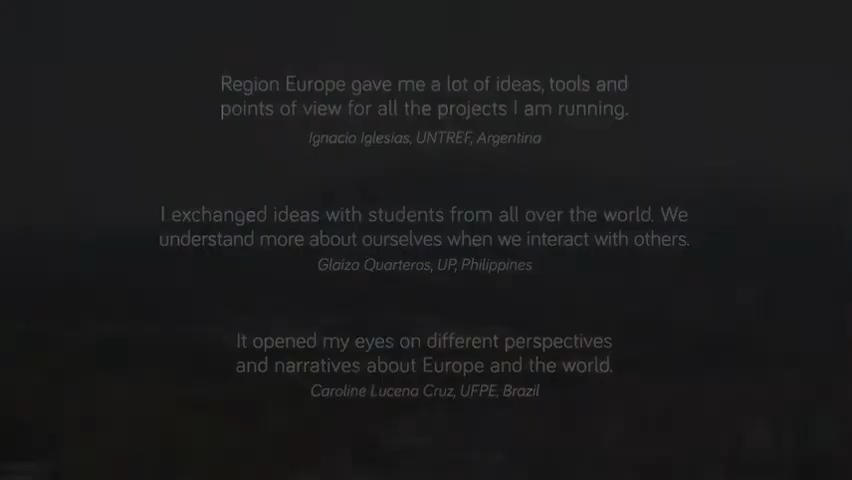 Region Europe gave me a lot of ideas, tools and
points of view for all the projects I am running.
Ignacio Iglesias, UNTREF, Argentina
I exchanged ideas with students from all over the world. We
understand more about ourselves when we interact with others.
Glaiza Quarteros, UP, Philippines
It opened my eyes on different perspectives
and narratives about Europe and the world.
Caroline Lucena Cruz, UFPE, Brazil